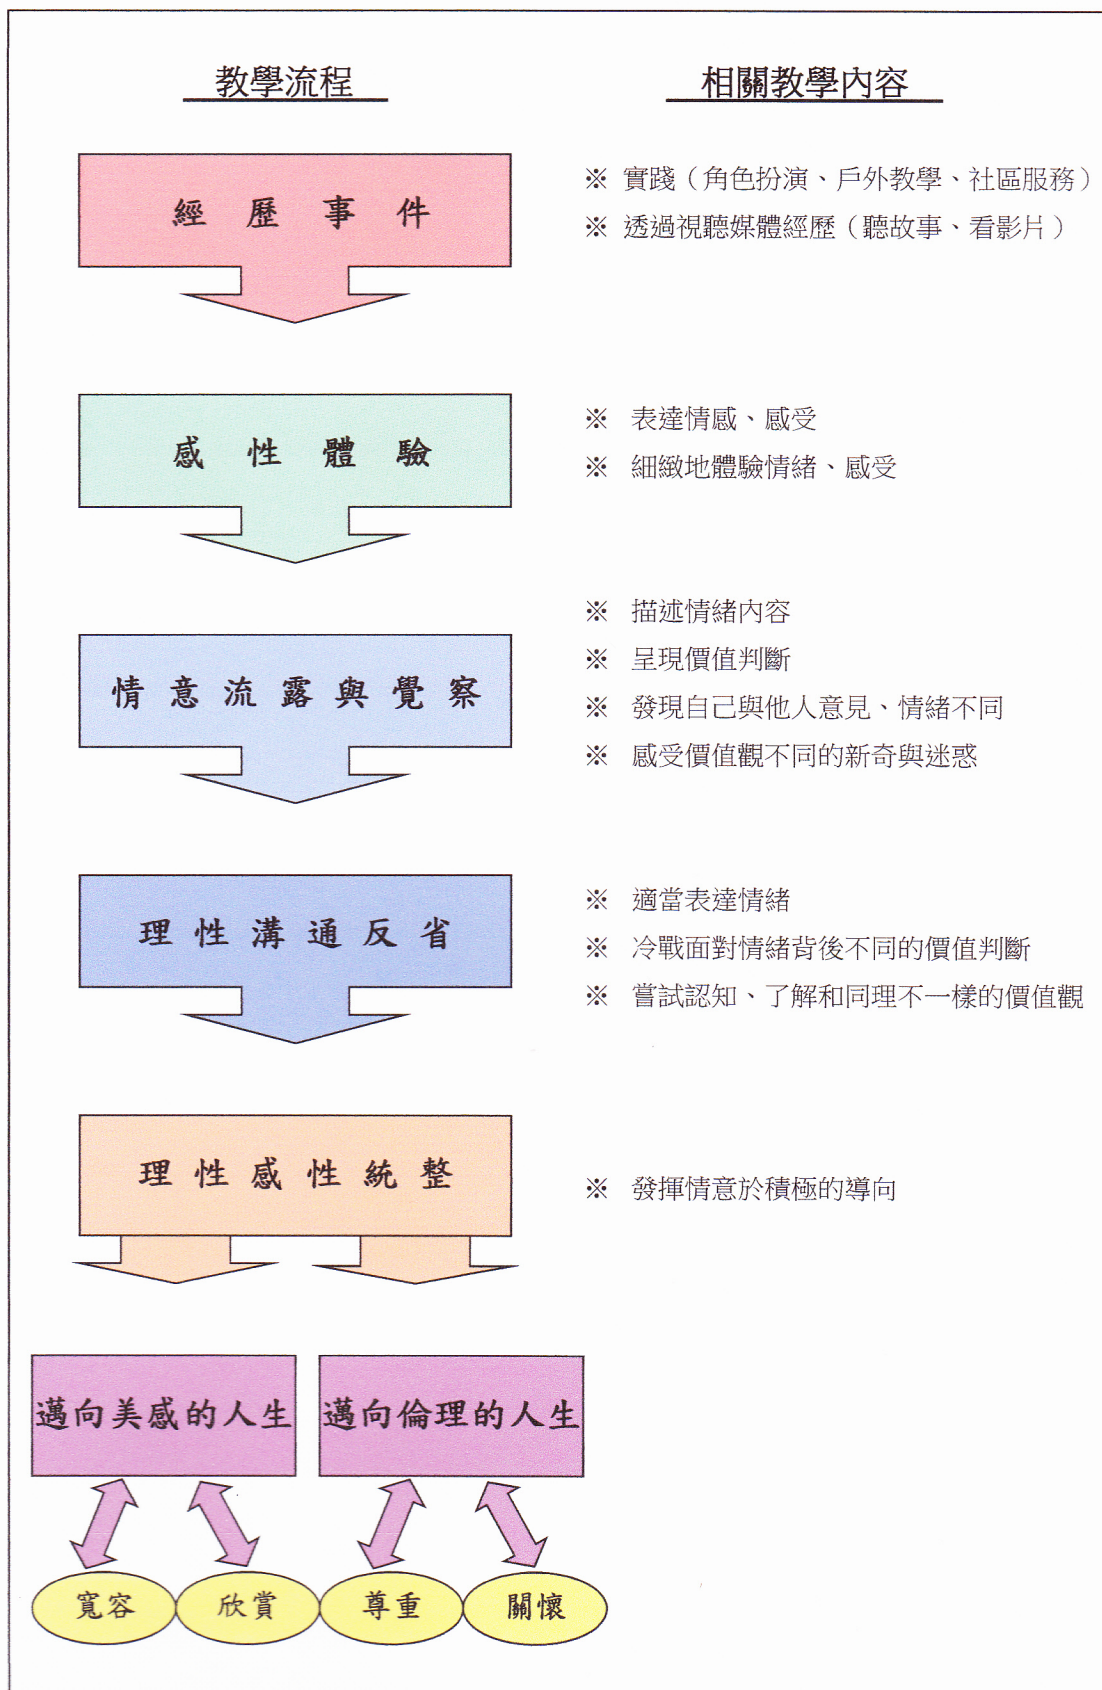 教學流程
相關教學內容
經歷事件
※ 實踐（角色扮演、戶外教學、社區服務）
※ 透過視聽媒體經歷（聽故事、看影片）
感性體驗
※ 表達情感、感受
※ 細緻地體驗情緒、感受
情意流露與覺察
※ 描述情緒內容
※ 呈現價值判斷
※ 發現自己與他人意見、情緒不同
※ 感受價值觀不同的新奇與迷惑
理性溝通反省
※ 適當表達情緒
※ 冷戰面對情緒背後不同的價值判斷
※ 嘗試認知、了解和同理不一樣的價值觀
理性感性統整
※ 發揮情意於積極的導向
邁向美感的人生
邁向倫理的人生
寬容
欣賞
尊重
關懷